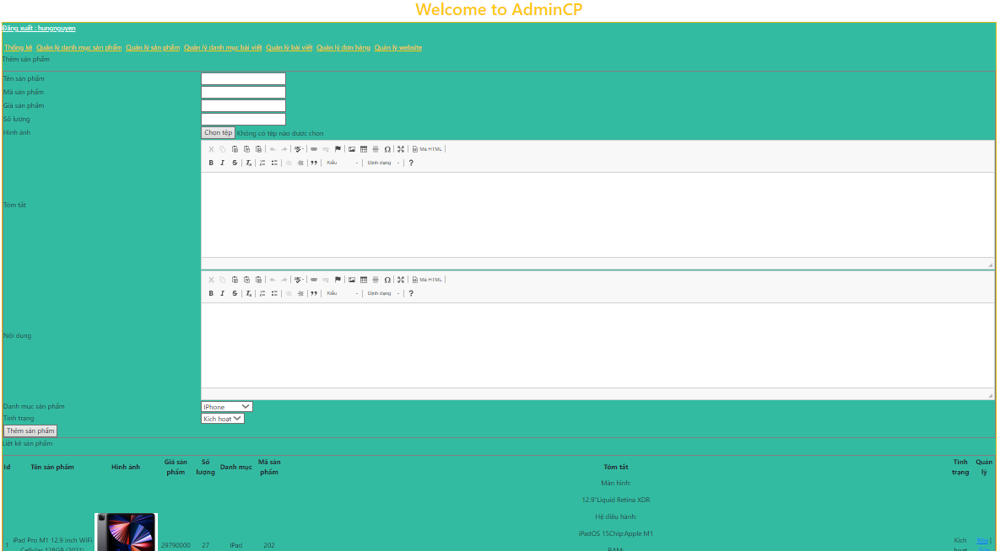 Welcome to AdminCP
Đăng xuất : hungnguyen
Thống kê Quản lý danh mục sản phẩm Quản lý sản phẩm Quản lý danh mục bài viết Quản lý bài viết Quản lý đơn hàng Quản lý website
Thêm sản phẩm
Tên sản phẩm
Mã sản phẩm
Giá sản phẩm
Số lượng
Hình ảnh Chọn tệp Không có tệp nào được chọn
Mã HTML
B I S Kiểu Định dạng ?
Tóm tắt
Mã HTML
B I S Kiểu Định dạng ?
Nội dung
Danh mục sản phẩm IPhone
Tình trạng Kích hoạt
Thêm sản phẩm
Liệt kê sản phẩm
Id Tên sản phẩm Hình ảnh Giá sản phẩm Số lượng Danh mục Mã sản phẩm Tóm tắt Tình trạng Quản lý
Màn hình:
12.9"Liquid Retina XDR
Hệ điều hành:
iPadOS 15Chip:Apple M1
RAM:
1 iPad Pro M1 12.9 inch WiFi Cellular 128GB (2021) 29790000 27 IPad 202 Kích hoạt Xoá | Sửa